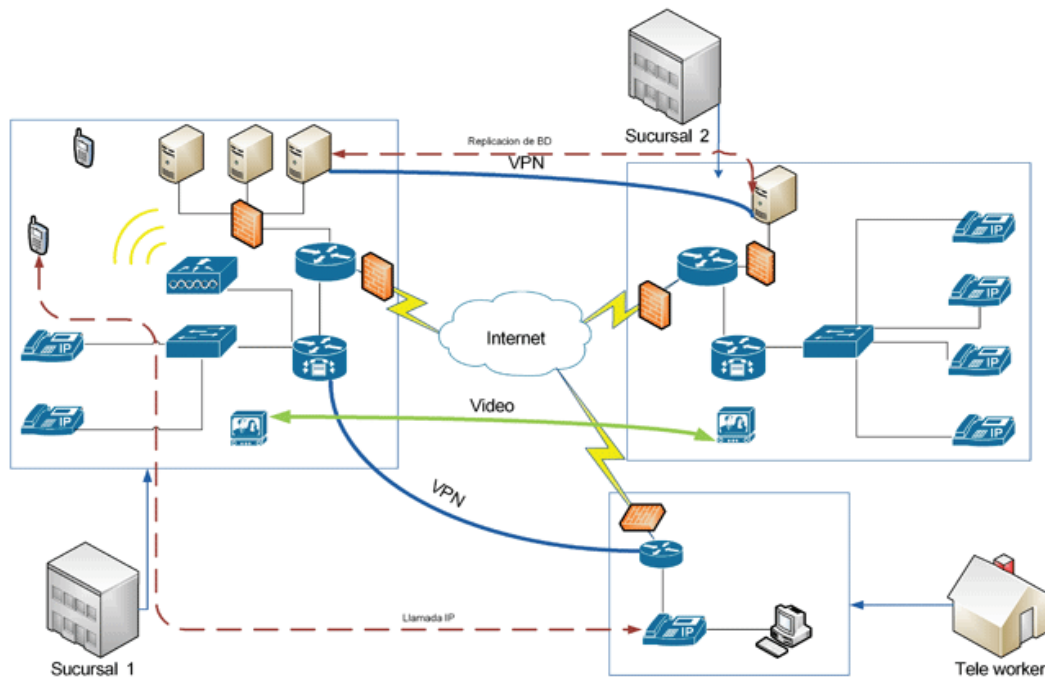 Sucursal 2
Replicacion de BD
VPN
Internet
IP
IP
IP
IP
IP
IP
Video
VPN
Llamada IP
IP
Sucursal 1
Tele worker